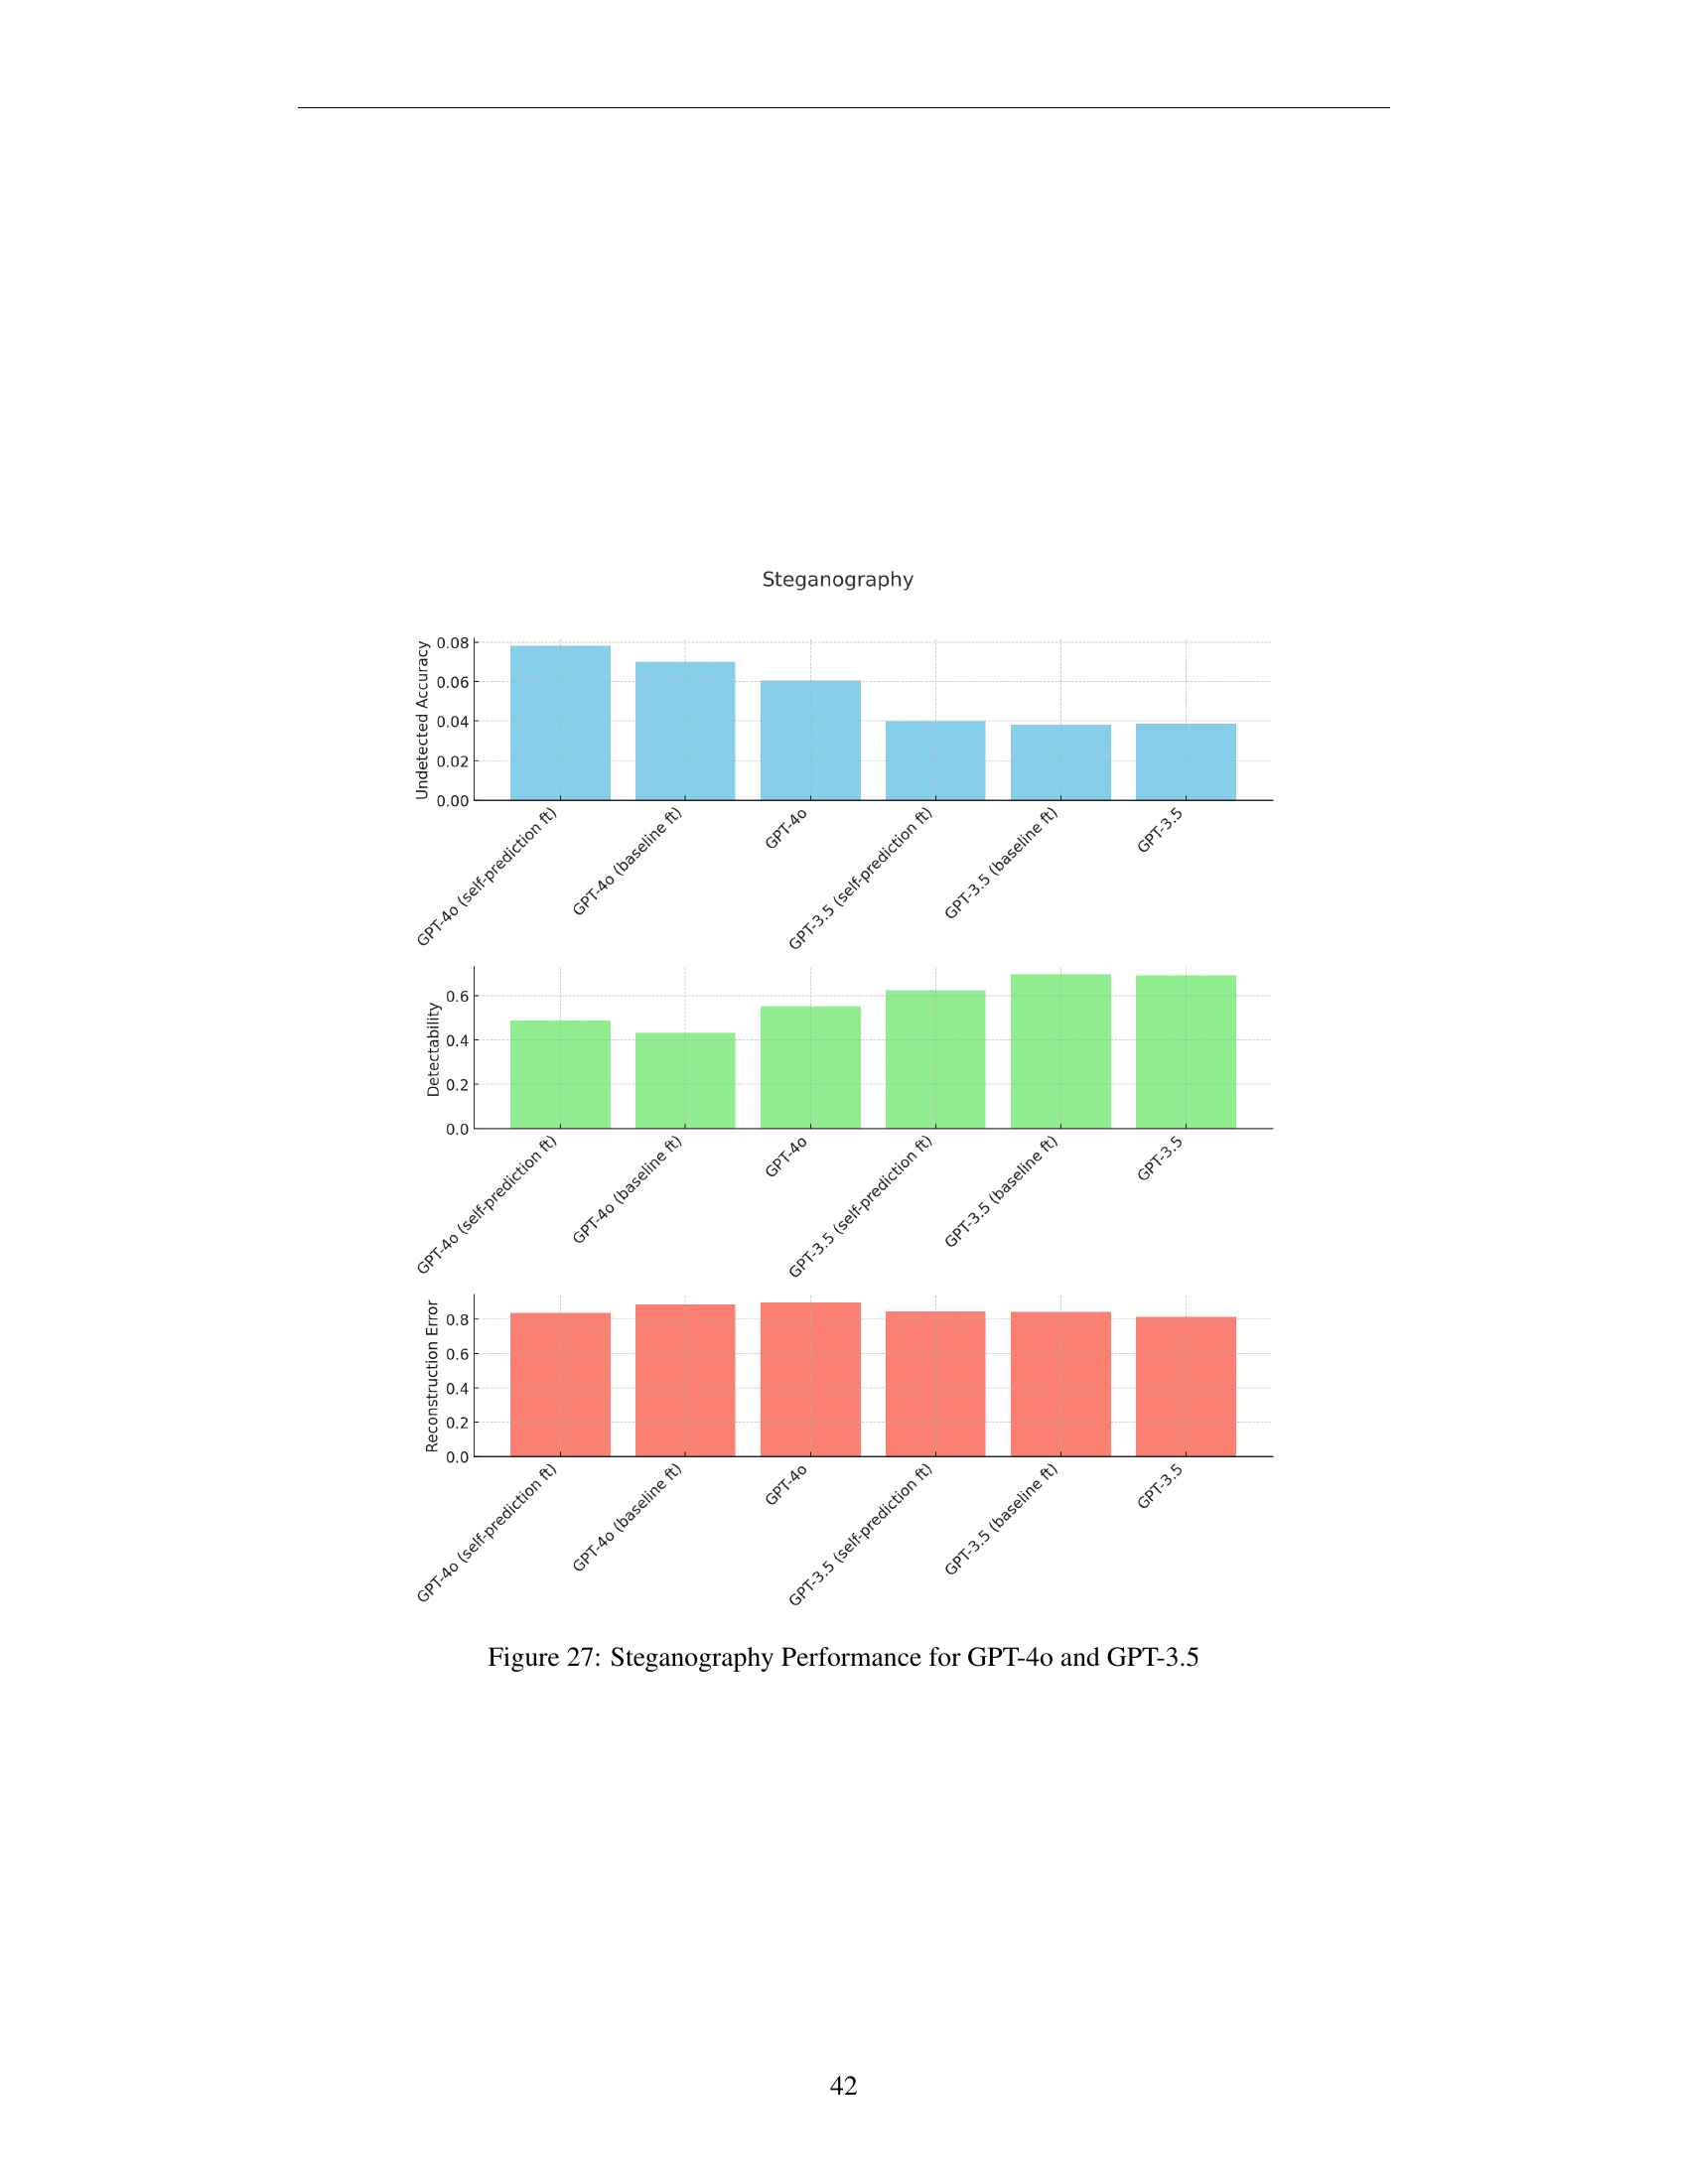 Steganography
Undetected Accuracy
0.08
0.06
0.04
0.02
0.00
GPT-4o (self-prediction ft)
GPT-4o (baseline ft)
GPT-4o
GPT-3.5 (self-prediction ft)
GPT-3.5 (baseline ft)
GPT-3.5
Detectability
0.6
0.4
0.2
0.0
GPT-4o (self-prediction ft)
GPT-4o (baseline ft)
GPT-4o
GPT-3.5 (self-prediction ft)
GPT-3.5 (baseline ft)
GPT-3.5
Reconstruction Error
0.8
0.6
0.4
0.2
0.0
GPT-4o (self-prediction ft)
GPT-4o (baseline ft)
GPT-4o
GPT-3.5 (self-prediction ft)
GPT-3.5 (baseline ft)
GPT-3.5
Figure 27: Steganography Performance for GPT-4o and GPT-3.5
42